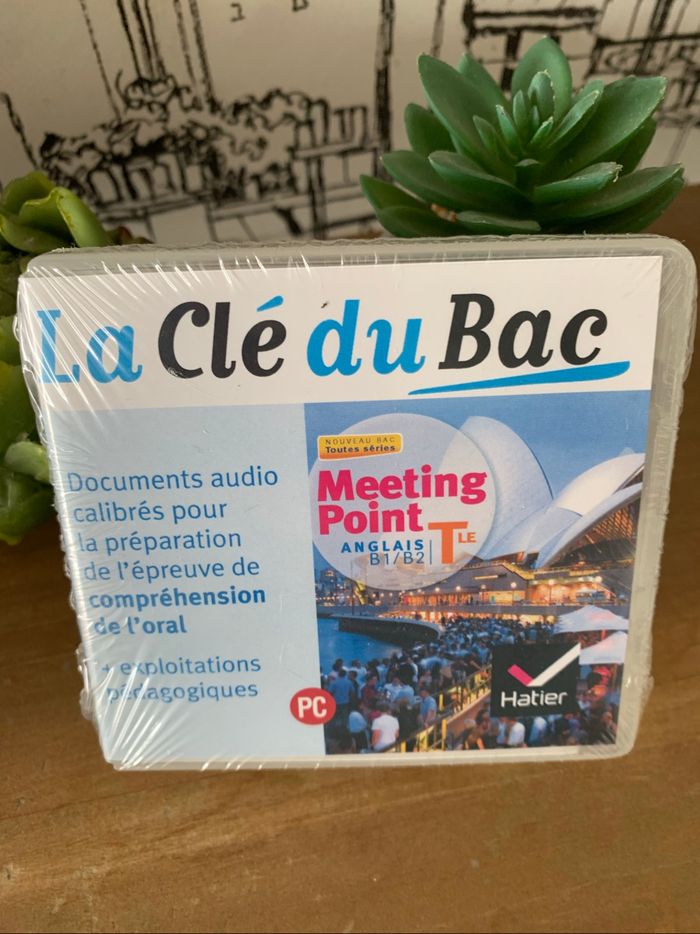 La Clé du Bac
Documents audio
calibrés pour
la préparation
de l'épreuve de
compréhension
de l'oral
+ exploitations
pédagogiques
PC
NOUVEAU BAC
Toutes séries
Meeting
Point
ANGLAIS
B1/B2
TLE
Hatier